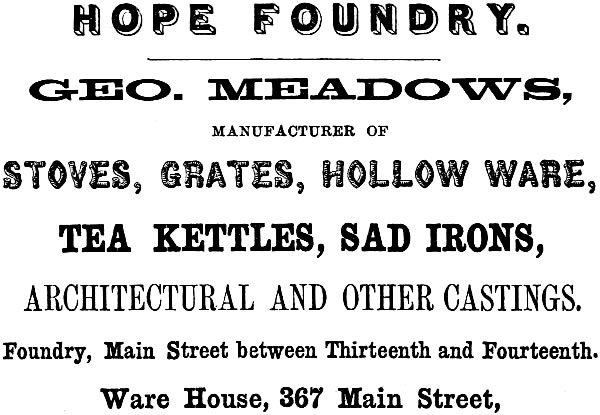 HOPE FOUNDRY.
GEO. MEADOWS,
MANUFACTURER OF
STOVES, GRATES, HOLLOW WARE,
TEA KETTLES, SAD IRONS,
ARCHITECTURAL AND OTHER CASTINGS.
Foundry, Main Street between Thirteenth and Fourteenth.
Ware House, 367 Main Street,